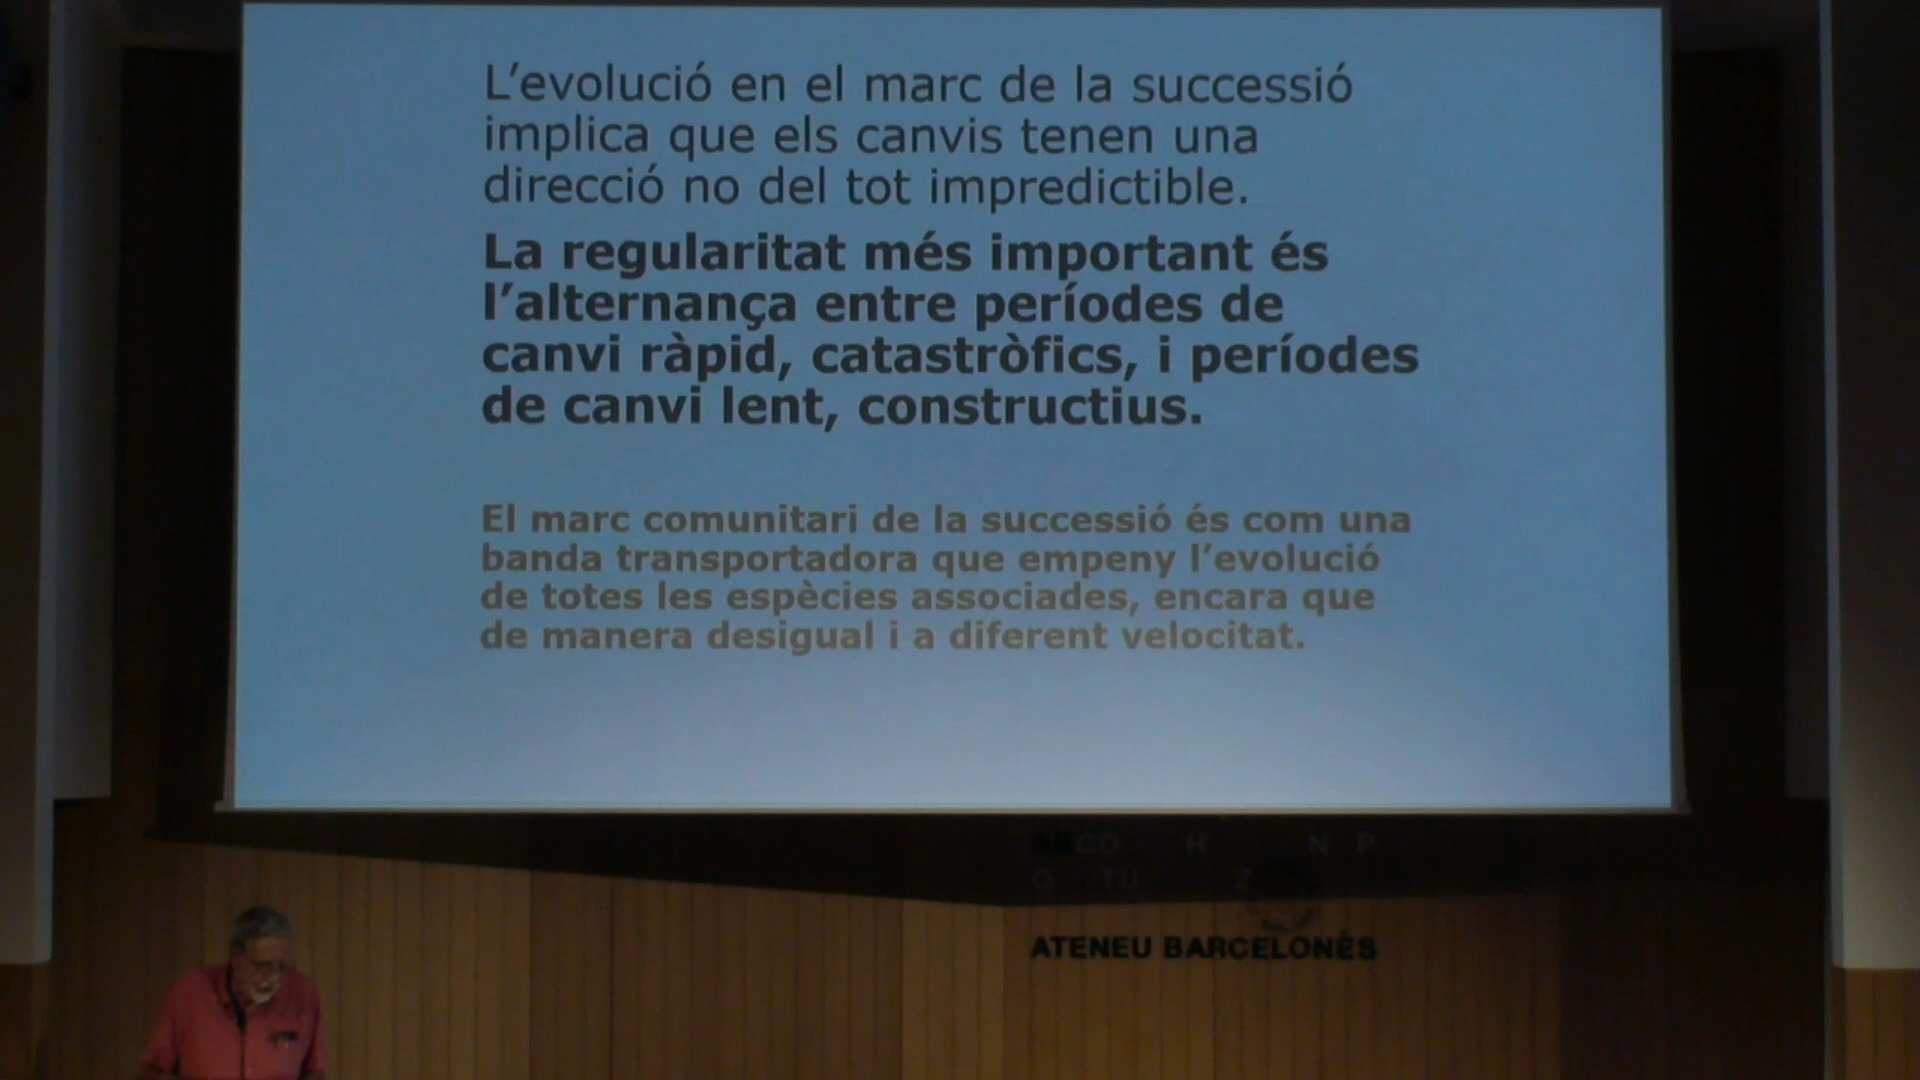 L’evolució en el marc de la successió
implica que els canvis tenen una
direcció no del tot impredictible.
La regularitat més important és
l’alternança entre períodes de
canvi ràpid, catastròfics, i períodes
de canvi lent, constructius.
El marc comunitari de la successió és com una
banda transportadora que empeny l’evolució
de totes les espècies associades, encara que
de manera desigual i a diferent velocitat.
CO H N P
TU Z
ATENEU BARCELONÈS